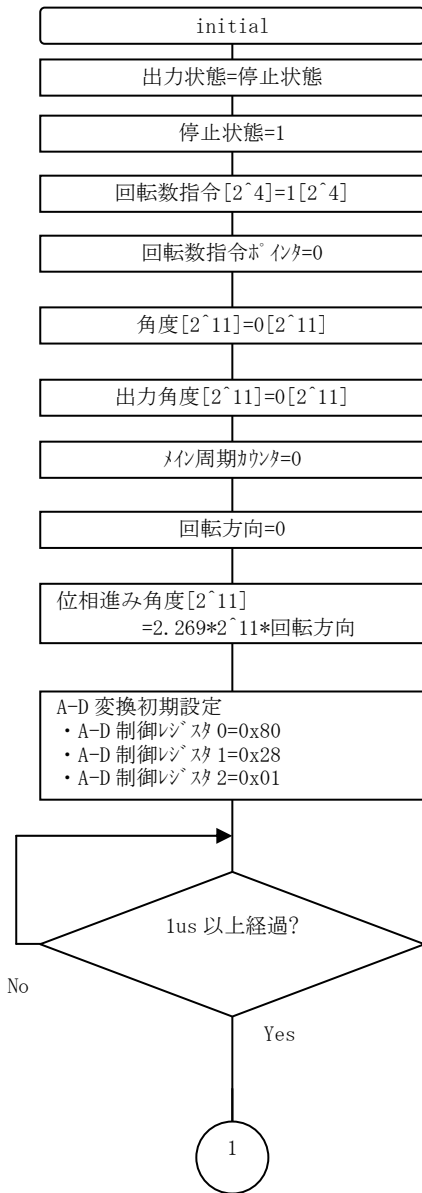 initial
出力状態=停止状態
停止状態=1
回転数指令[2^4]=1[2^4]
回転数指令ﾎﾟｲﾝﾀ=0
角度[2^11]=0[2^11]
出力角度[2^11]=0[2^11]
ﾒｲﾝ周期ｶｳﾝﾀ=0
回転方向=0
位相進み角度[2^11]
=2.269*2^11*回転方向
A-D 変換初期設定
・A-D 制御ﾚｼﾞｽﾀ 0=0x80
・A-D 制御ﾚｼﾞｽﾀ 1=0x28
・A-D 制御ﾚｼﾞｽﾀ 2=0x01
1us 以上経過?
No
Yes
1